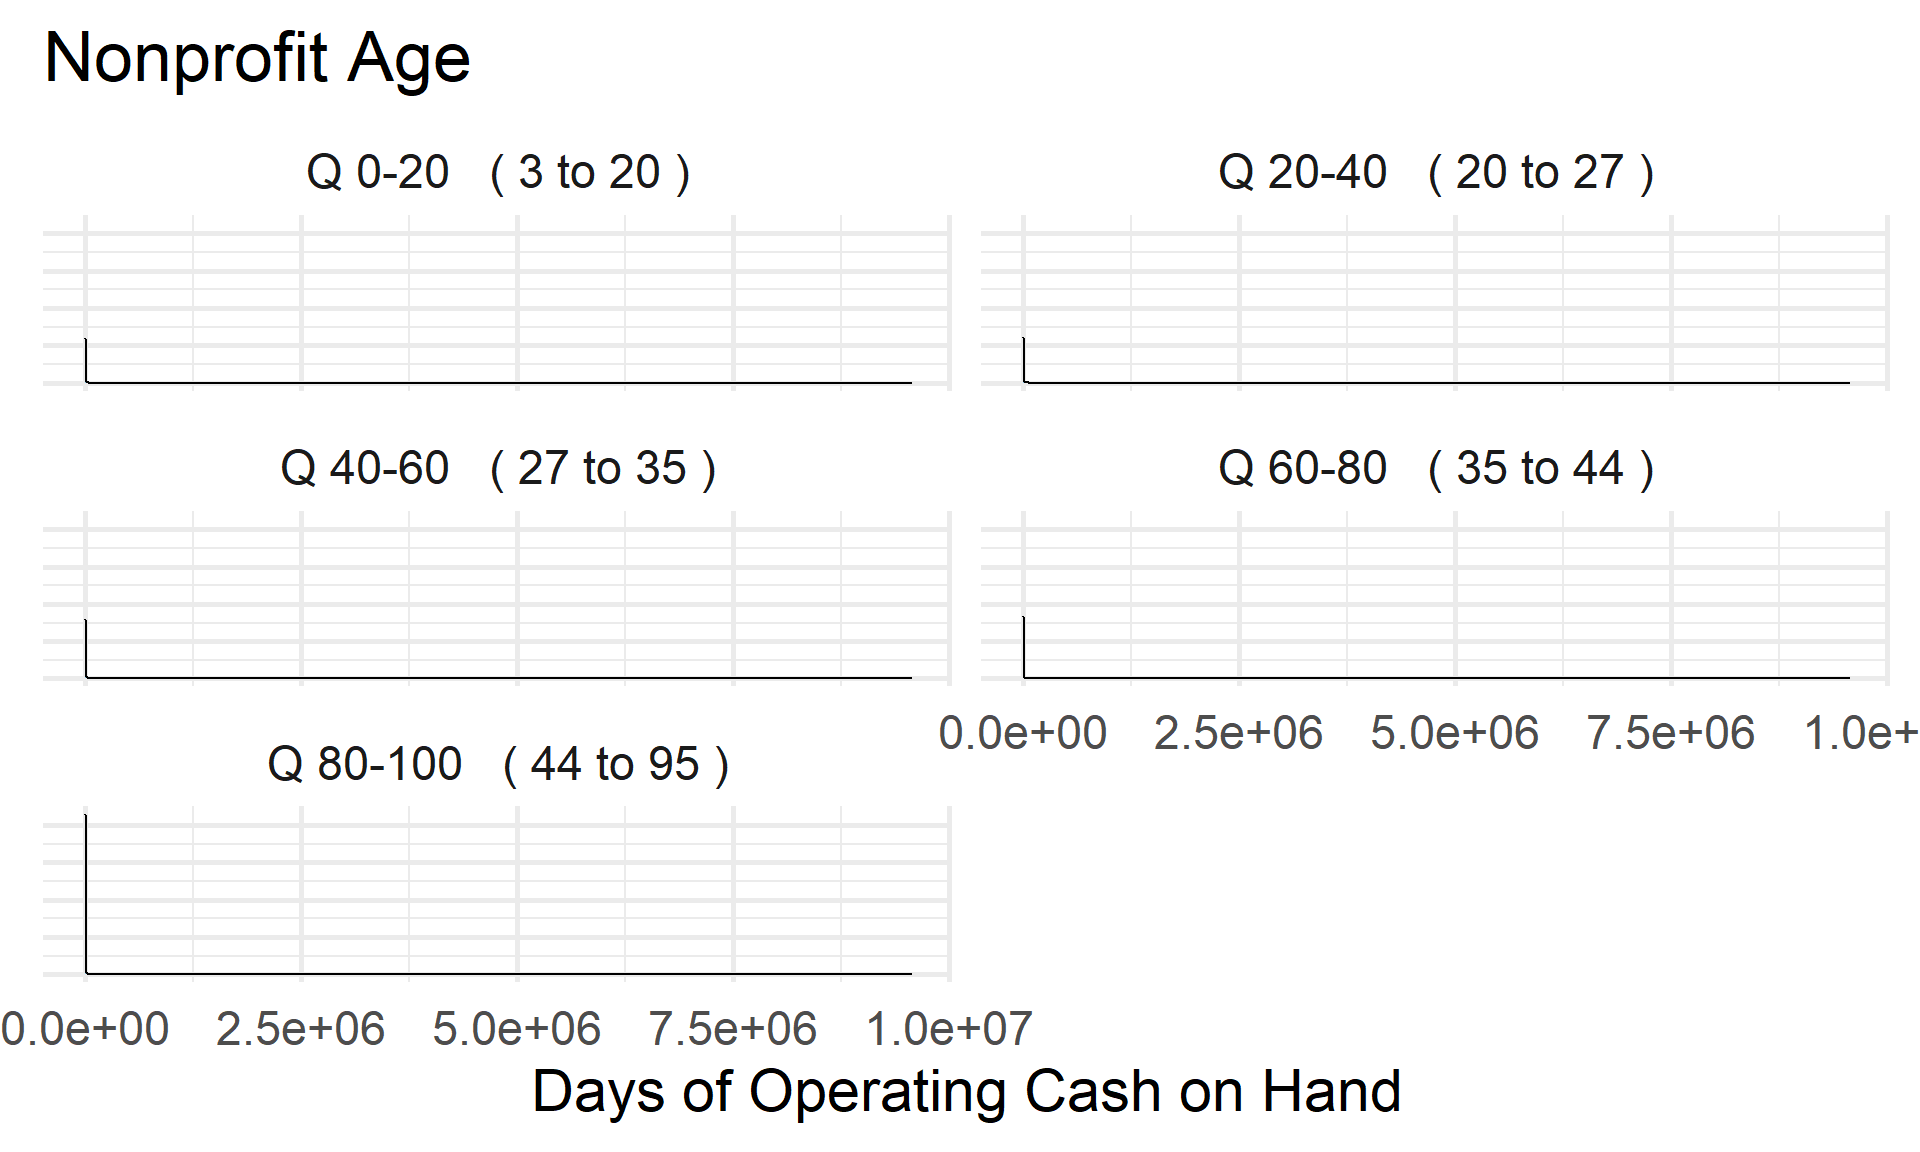 Nonprofit Age
Q 0-20 ( 3 to 20 )
Q 20-40 ( 20 to 27 )
Q 40-60 ( 27 to 35 )
Q 60-80 ( 35 to 44 )
0.0e+00 2.5e+06 5.0e+06 7.5e+06 1.0e+
Q 80-100 ( 44 to 95 )
0.0e+00 2.5e+06 5.0e+06 7.5e+06 1.0e+07
Days of Operating Cash on Hand